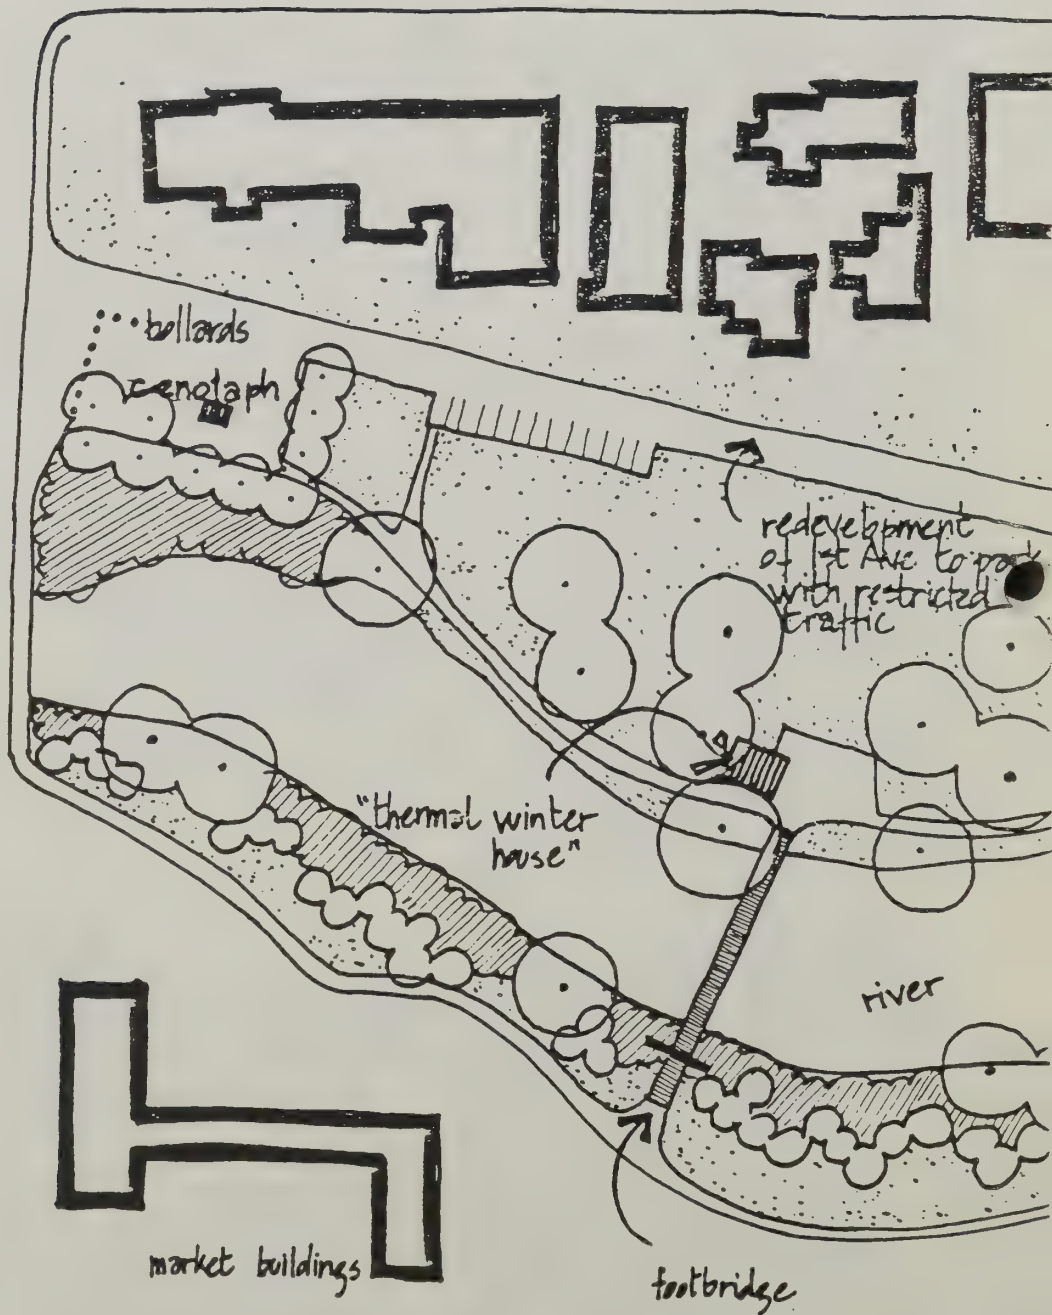 bollards
cenotaph
redevelopment
of 1st Ave to park
with restricted
traffic
"thermal winter
house"
river
market buildings
footbridge